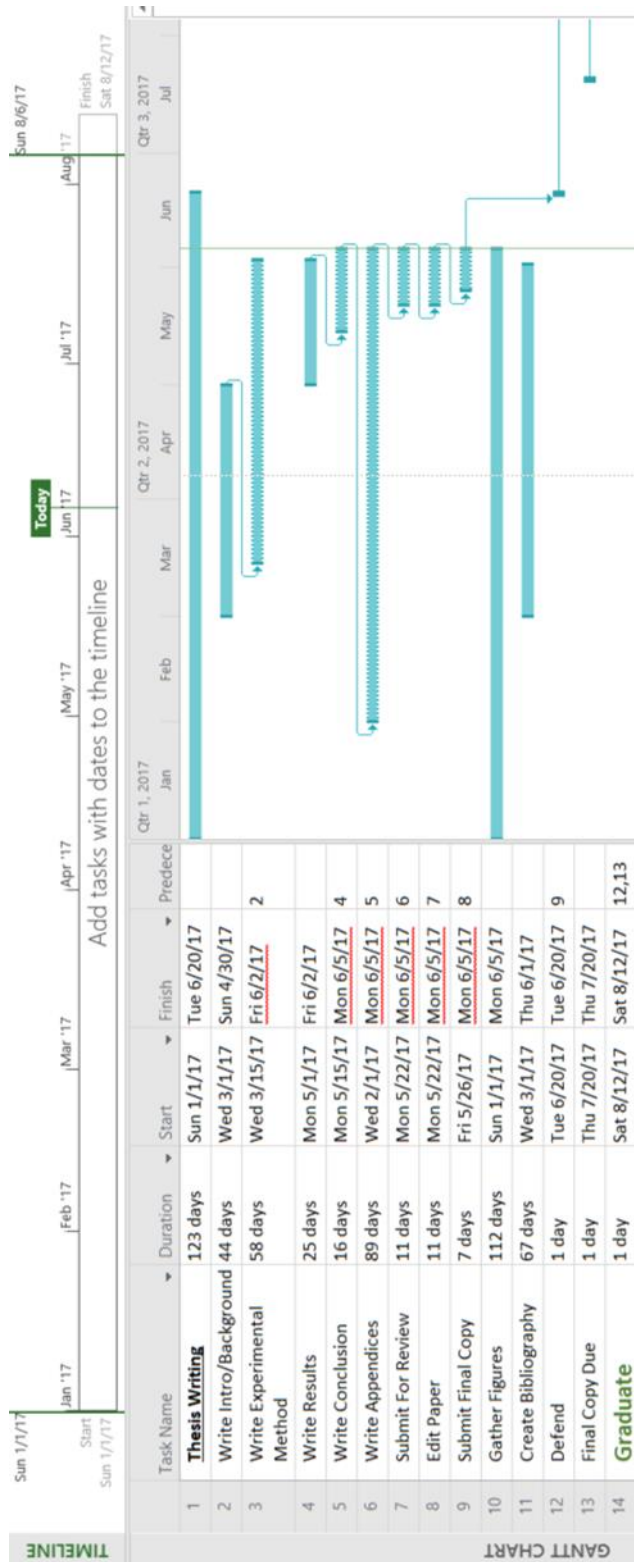 TIMELINE
Sun 1/1/17
Sun 8/6/17
Today
Jan '17 Feb '17 Mar '17 Apr '17 May '17 Jun '17 Jul '17 Aug '17
Start
Sun 1/1/17
Add tasks with dates to the timeline
Finish
Sat 8/12/17
GANTT CHART
Task Name Duration Start Finish Predece
Qtr 1, 2017 Qtr 2, 2017 Qtr 3, 2017
Jan Feb Mar Apr May Jun Jul
1 Thesis Writing 123 days Sun 1/1/17 Tue 6/20/17
2 Write Intro/Background 44 days Wed 3/1/17 Sun 4/30/17
3 Write Experimental 58 days Wed 3/15/17 Fri 6/2/17 2
Method
4 Write Results 25 days Mon 5/1/17 Fri 6/2/17
5 Write Conclusion 16 days Mon 5/15/17 Mon 6/5/17 4
6 Write Appendices 89 days Wed 2/1/17 Mon 6/5/17 5
7 Submit For Review 11 days Mon 5/22/17 Mon 6/5/17 6
8 Edit Paper 11 days Mon 5/22/17 Mon 6/5/17 7
9 Submit Final Copy 7 days Fri 5/26/17 Mon 6/5/17 8
10 Gather Figures 112 days Sun 1/1/17 Mon 6/5/17
11 Create Bibliography 67 days Wed 3/1/17 Thu 6/1/17
12 Defend 1 day Tue 6/20/17 Tue 6/20/17 9
13 Final Copy Due 1 day Thu 7/20/17 Thu 7/20/17
14 Graduate 1 day Sat 8/12/17 Sat 8/12/17 12,13